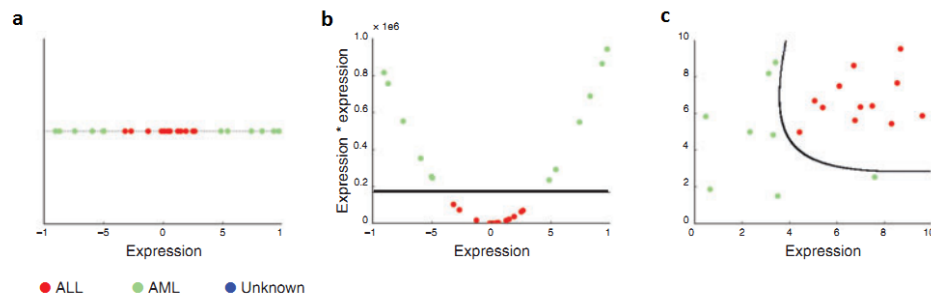 a
−1
−5
0
5
1
Expression
b
× 1e6
1.0
0.8
0.6
0.4
0.2
0
Expression * expression
−1
−5
0
5
1
Expression
c
10
8
6
4
2
0
0
2
4
6
8
10
Expression
ALL
AML
Unknown